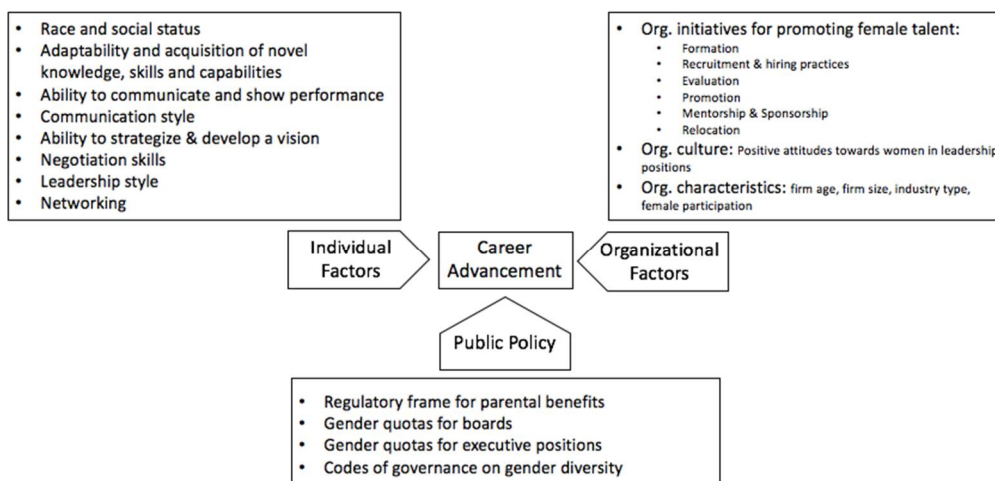 • Race and social status
• Adaptability and acquisition of novel
knowledge, skills and capabilities
• Ability to communicate and show performance
• Communication style
• Ability to strategize & develop a vision
• Negotiation skills
• Leadership style
• Networking
• Org. initiatives for promoting female talent:
• Formation
• Recruitment & hiring practices
• Evaluation
• Promotion
• Mentorship & Sponsorship
• Relocation
• Org. culture: Positive attitudes towards women in leadership
positions
• Org. characteristics: firm age, firm size, industry type,
female participation
Individual
Factors
Career
Advancement
Organizational
Factors
Public Policy
• Regulatory frame for parental benefits
• Gender quotas for boards
• Gender quotas for executive positions
• Codes of governance on gender diversity